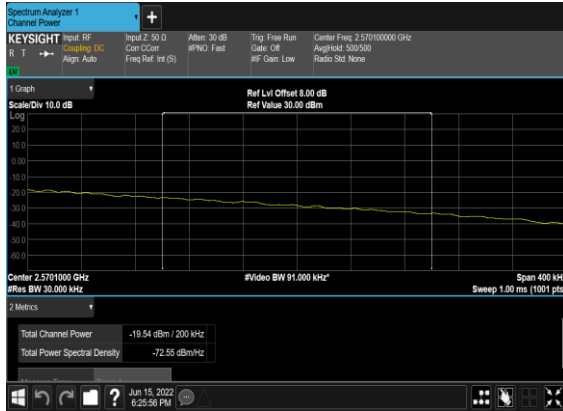 Spectrum Analyzer 1
Channel Power
+
KEYSIGHT Input: RF Input Z: 50 Ω Atten: 30 dB Trig: Free Run Center Freq: 2.570100000 GHz
R T Coupling: DC Corr CCorr #PNO: Fast Gate: Off Avg|Hold: 500/500
Align: Auto Freq Ref: Int (S) #IF Gain: Low Radio Std: None
1 Graph
Ref Lvl Offset 8.00 dB
Scale/Div 10.0 dB Ref Value 30.00 dBm
Log
20.0
10.0
0.00
-10.0
-20.0
-30.0
-40.0
-50.0
-60.0
Center 2.5701000 GHz #Video BW 91.000 kHz* Span 400 kH
#Res BW 30.000 kHz Sweep 1.00 ms (1001 pts
2 Metrics
Total Channel Power -19.54 dBm / 200 kHz
Total Power Spectral Density -72.55 dBm/Hz
?
Jun 15, 2022
6:25:56 PM